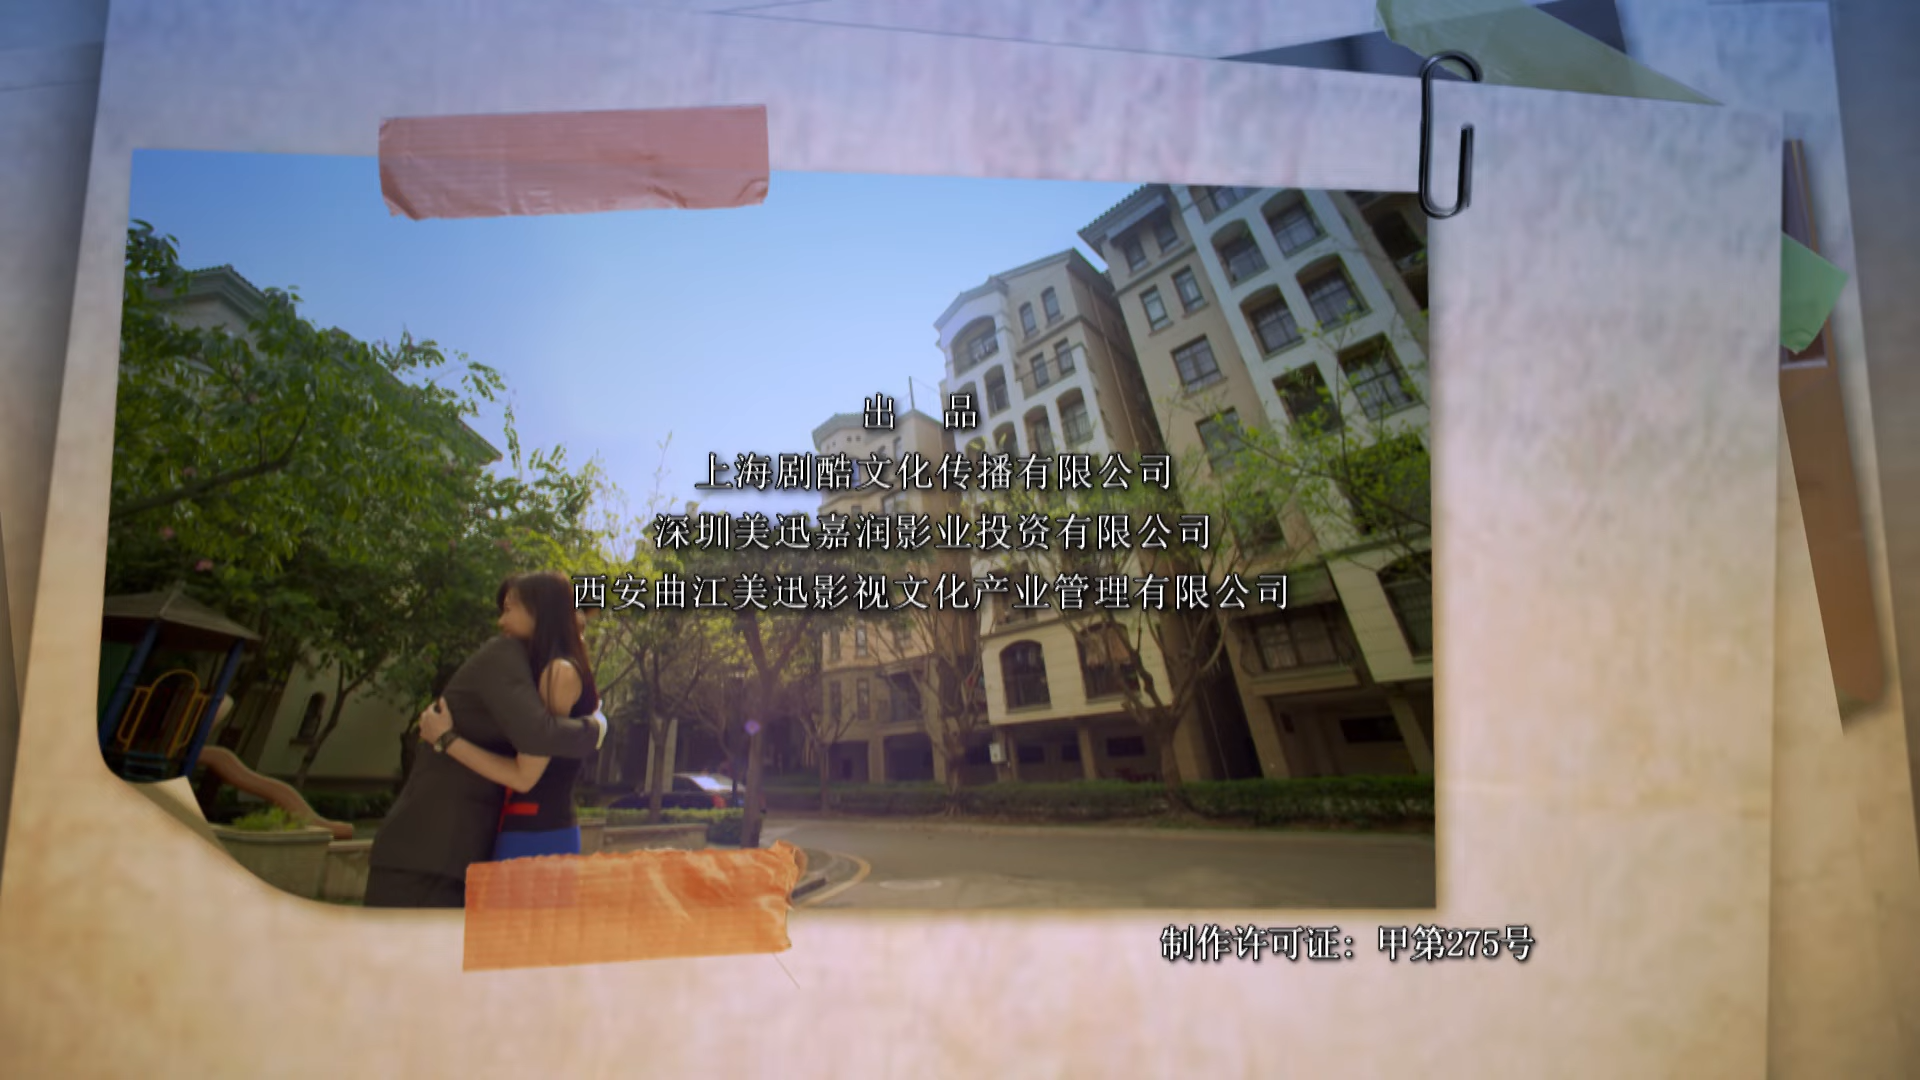 出 品
上海剧酷文化传播有限公司
深圳美迅嘉润影业投资有限公司
西安曲江美迅影视文化产业管理有限公司
制作许可证：甲第275号